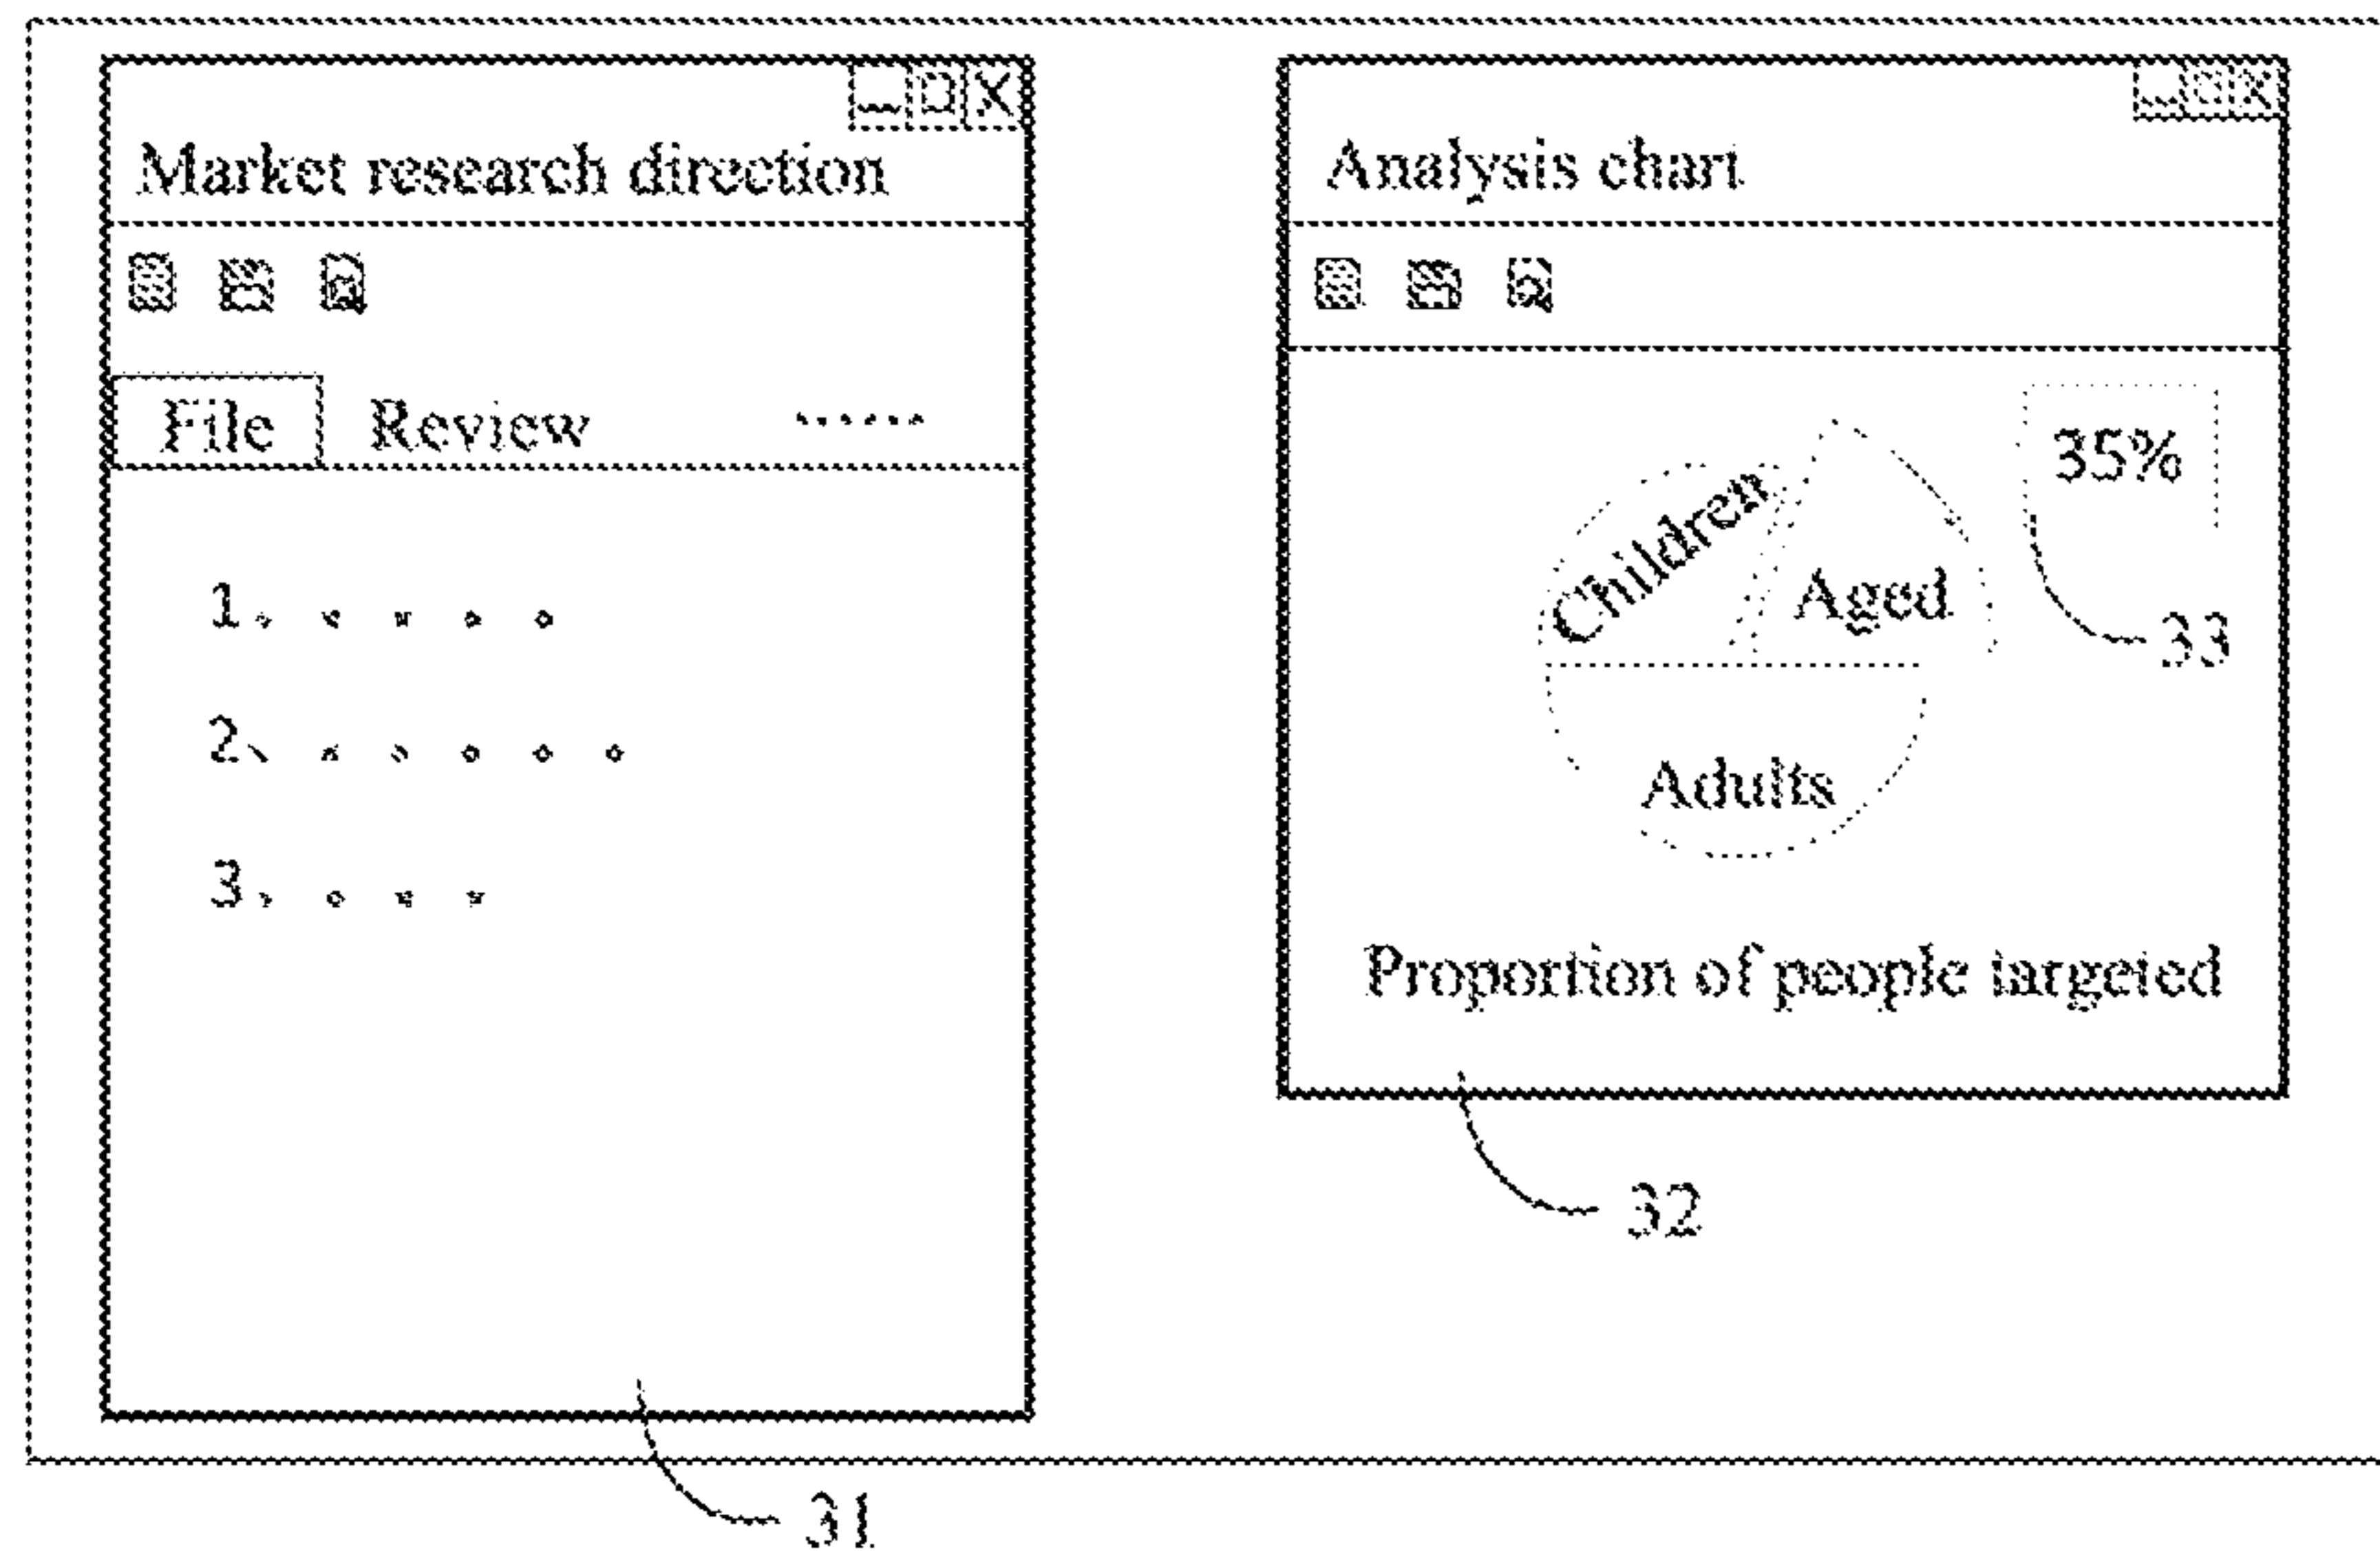 Market research direction
File Review ......
1.
2.
3.
31
Analysis chart
35%
Children
Aged
33
Adults
Proportion of people targeted
32